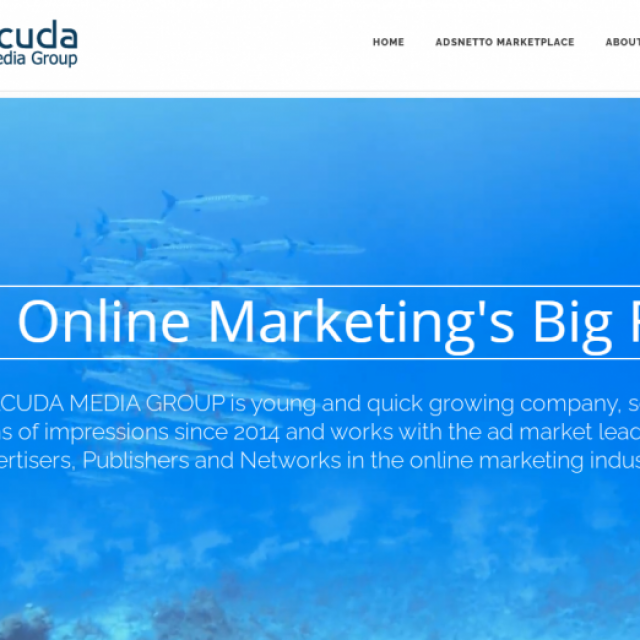 cuda
edia Group
HOME ADSNETTO MARKETPLACE ABOUT
Online Marketing's Big
CUDA MEDIA GROUP is young and quick growing company, s
s of impressions since 2014 and works with the ad market lead
ertisers, Publishers and Networks in the online marketing indus